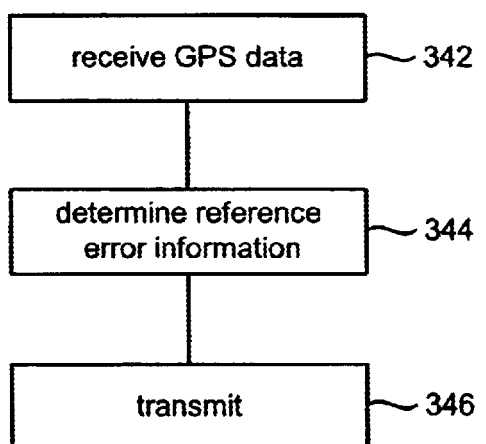 receive GPS data 342
determine reference
error information 344
transmit 346